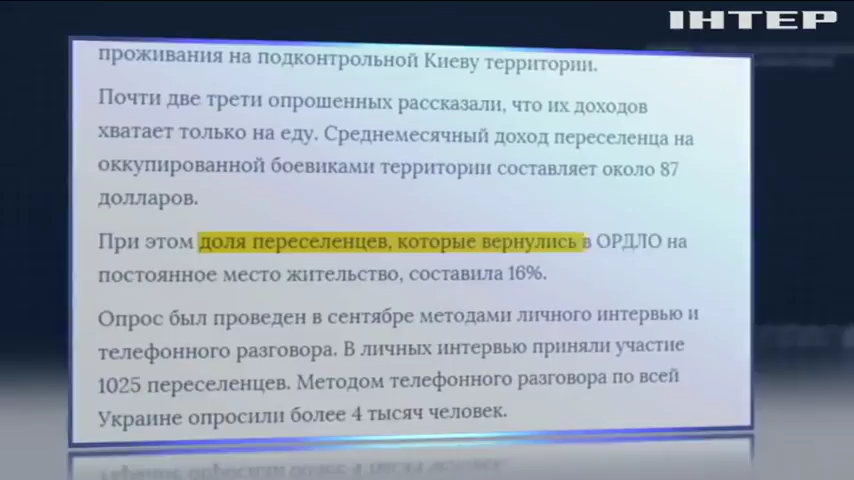 ІНТЕР
проживания на подконтрольной Киеву территории.
Почти две трети опрошенных рассказали, что их доходов
хватает только на еду. Среднемесячный доход переселенца на
оккупированной боевиками территории составляет около 87
долларов.
При этом доля переселенцев, которые вернулись в ОРДЛО на
постоянное место жительство, составила 16%.
Опрос был проведен в сентябре методами личного интервью и
телефонного разговора. В личных интервью приняли участие
1025 переселенцев. Методом телефонного разговора по всей
Украине опросили более 4 тысяч человек.